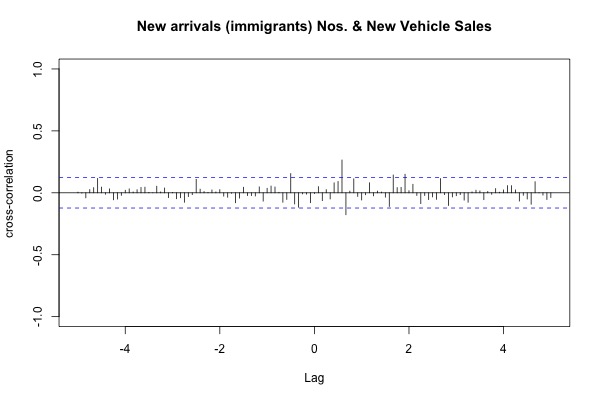 New arrivals (immigrants) Nos. & New Vehicle Sales
cross-correlation
1.0
0.5
0.0
-0.5
-1.0
-4 -2 0 2 4
Lag